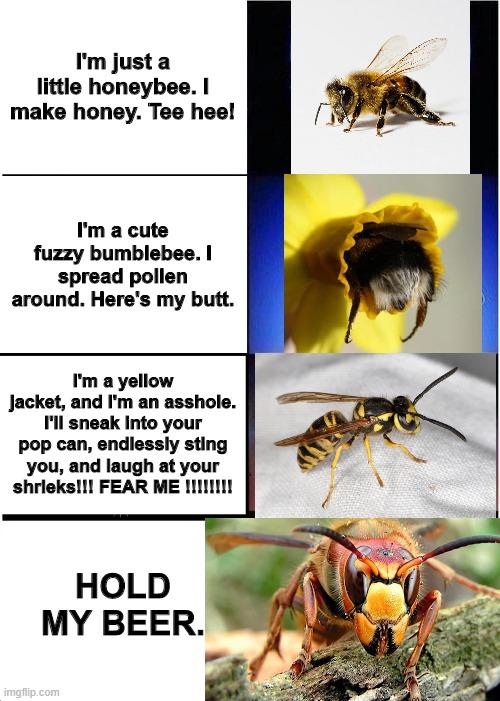 I'm just a
little honeybee. I
make honey. Tee hee!
I'm a cute
fuzzy bumblebee. I
spread pollen
around. Here's my butt.
I'm a yellow
jacket, and I'm an asshole.
I'll sneak into your
pop can, endlessly sting
you, and laugh at your
shrieks!!! FEAR ME !!!!!!!!
HOLD
MY BEER.
imgflip.com